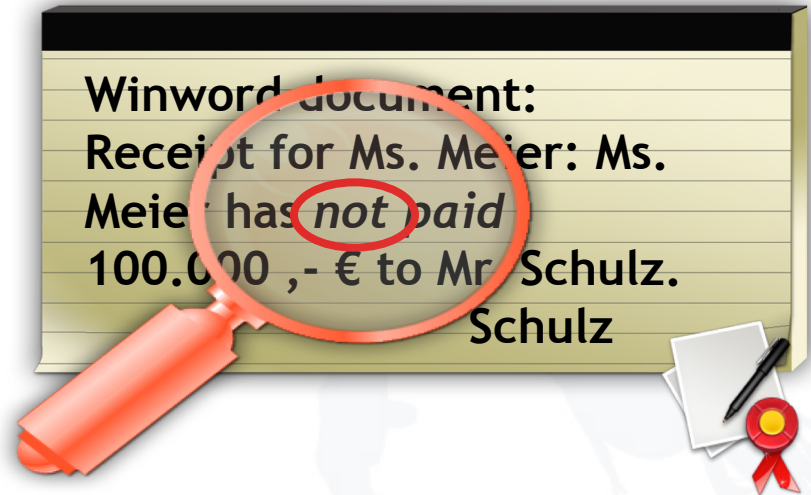 Winword document:
Receipt for Ms. Meier: Ms.
Meier has not paid
100.000 ,- € to Mr. Schulz.
Schulz